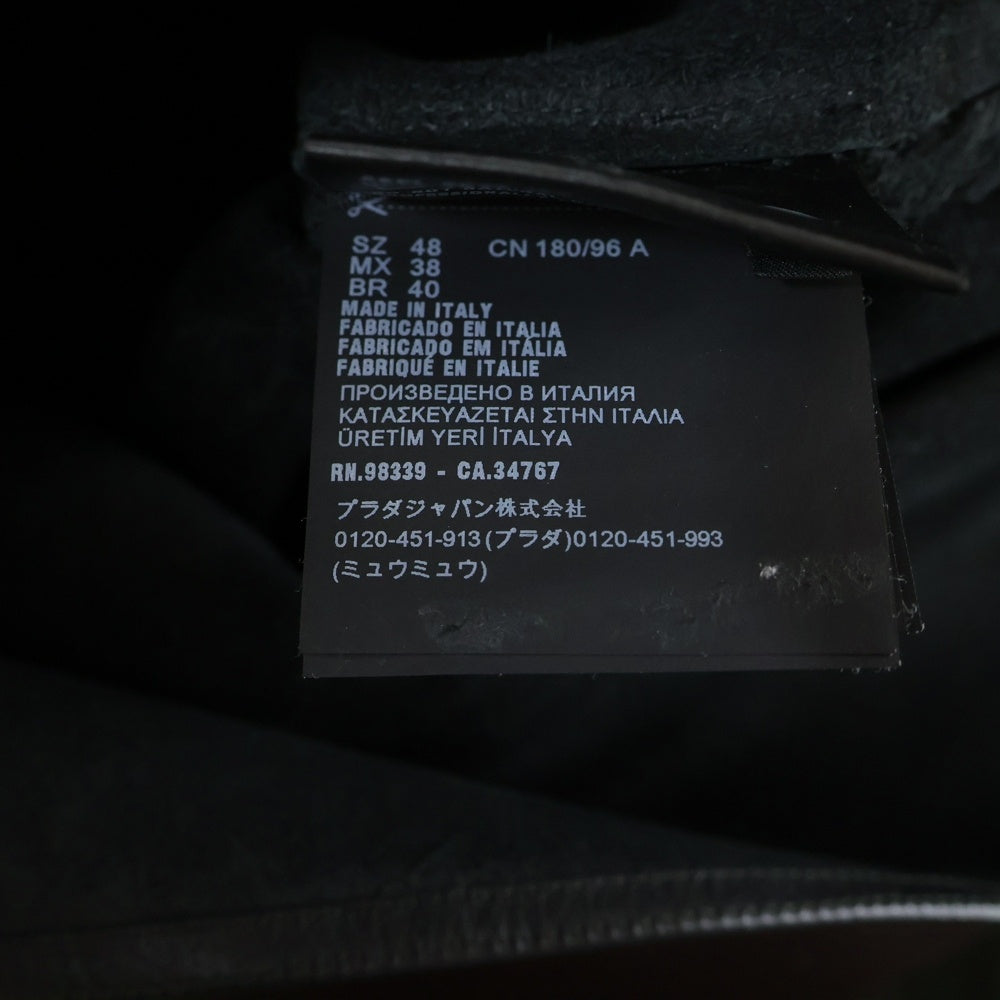 SZ 48 CN 180/96 A
MX 38
BR 40
MADE IN ITALY
FABRICADO EN ITALIA
FABRICADO EM ITÁLIA
FABRIQUÉ EN ITALIE
ПРОИЗВЕДЕНО В ИТАЛИЯ
ΚΑΤΑΣΚΕΥΑΖΕΤΑΙ ΣΤΗΝ ΙΤΑΛΙΑ
ÜRETİM YERİ İTALYA
RN.98339 - CA.34767
プラダジャパン株式会社
0120-451-913(プラダ)0120-451-993
(ミュウミュウ)